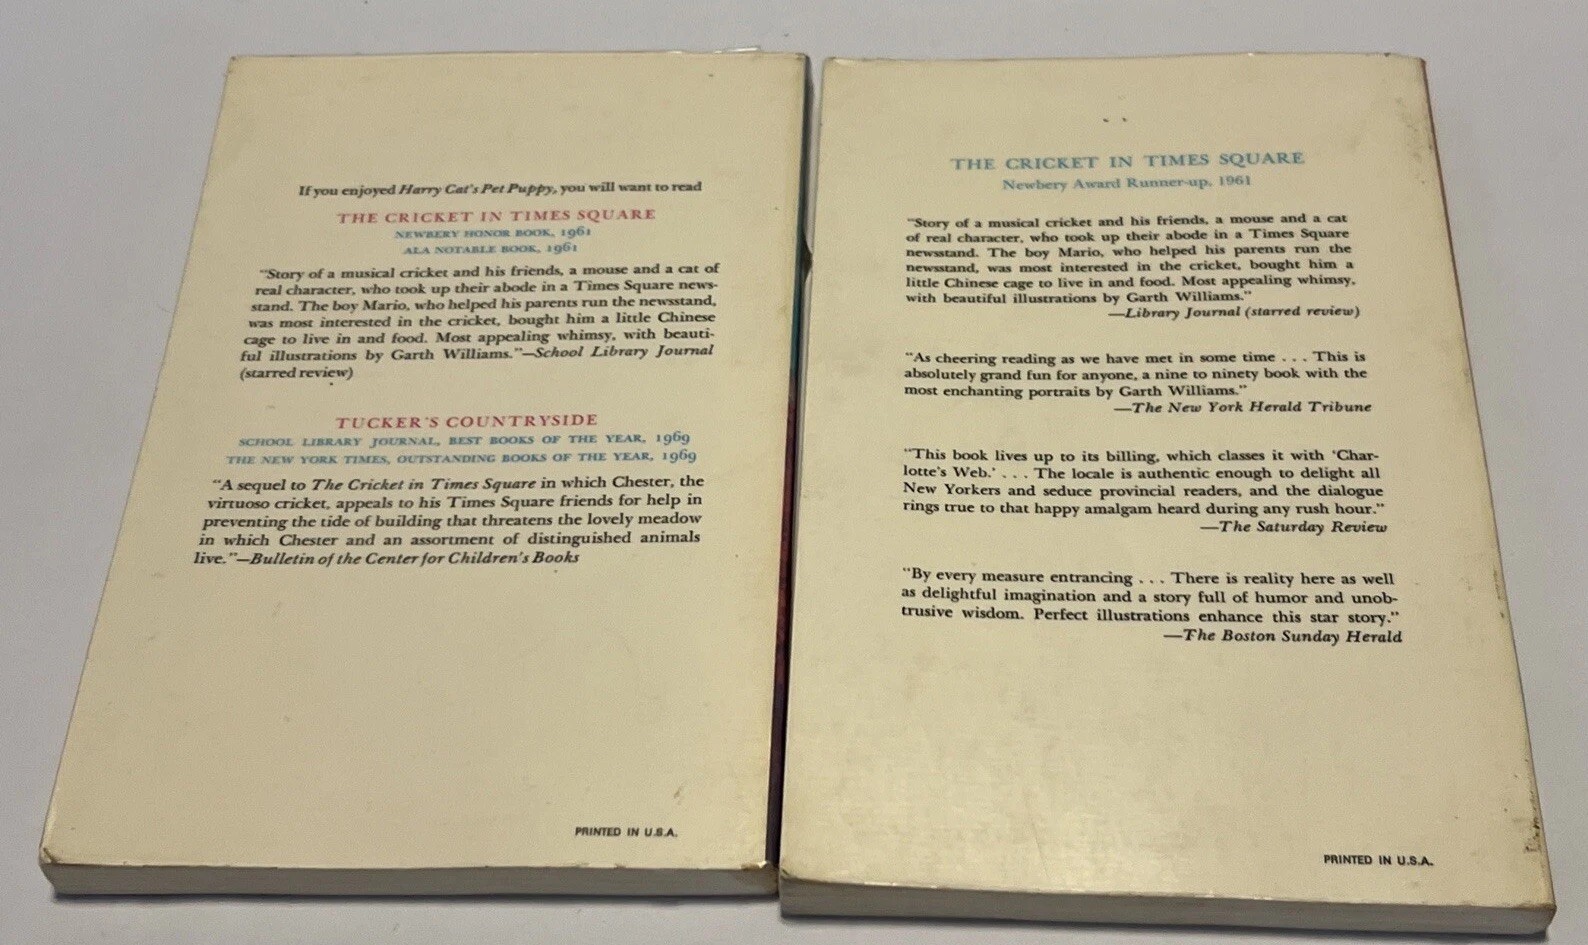 If you enjoyed Harry Cat's Pet Puppy, you will want to read
THE CRICKET IN TIMES SQUARE
NEWBERY HONOR BOOK, 1961
ALA NOTABLE BOOK, 1961
"Story of a musical cricket and his friends, a mouse and a cat of
real character, who took up their abode in a Times Square news-
stand. The boy Mario, who helped his parents run the newsstand,
was most interested in the cricket, bought him a little Chinese
cage to live in and food. Most appealing whimsy, with beauti-
ful illustrations by Garth Williams."—School Library Journal
(starred review)
TUCKER'S COUNTRYSIDE
SCHOOL LIBRARY JOURNAL, BEST BOOKS OF THE YEAR, 1969
THE NEW YORK TIMES, OUTSTANDING BOOKS OF THE YEAR, 1969
"A sequel to The Cricket in Times Square in which Chester, the
virtuoso cricket, appeals to his Times Square friends for help in
preventing the tide of building that threatens the lovely meadow
in which Chester and an assortment of distinguished animals
live."—Bulletin of the Center for Children's Books
PRINTED IN U.S.A.
THE CRICKET IN TIMES SQUARE
Newbery Award Runner-up, 1961
"Story of a musical cricket and his friends, a mouse and a cat
of real character, who took up their abode in a Times Square
newsstand. The boy Mario, who helped his parents run the
newsstand, was most interested in the cricket, bought him a
little Chinese cage to live in and food. Most appealing whimsy,
with beautiful illustrations by Garth Williams."
—Library Journal (starred review)
"As cheering reading as we have met in some time . . . This is
absolutely grand fun for anyone, a nine to ninety book with the
most enchanting portraits by Garth Williams."
—The New York Herald Tribune
"This book lives up to its billing, which classes it with 'Char-
lotte's Web.' . . . The locale is authentic enough to delight all
New Yorkers and seduce provincial readers, and the dialogue
rings true to that happy amalgam heard during any rush hour."
—The Saturday Review
"By every measure entrancing . . . There is reality here as well
as delightful imagination and a story full of humor and unob-
trusive wisdom. Perfect illustrations enhance this star story."
—The Boston Sunday Herald
PRINTED IN U.S.A.